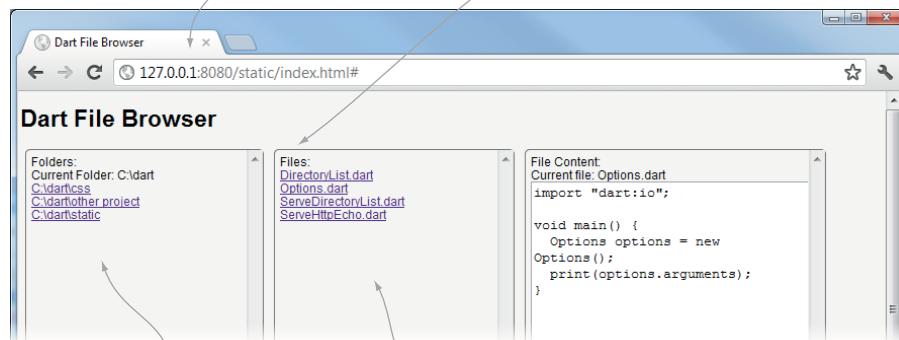 Dart File Browser
127.0.0.1:8080/static/index.html#
Dart File Browser
Folders:
Current Folder: C:\dart
C:\dart\css
C:\dart\other project
C:\dart\static
Files:
DirectoryList.dart
Options.dart
ServeDirectoryList.dart
ServeHttpEcho.dart
File Content:
Current file: Options.dart
import "dart:io";
void main() {
Options options = new
Options();
print(options.arguments);
}